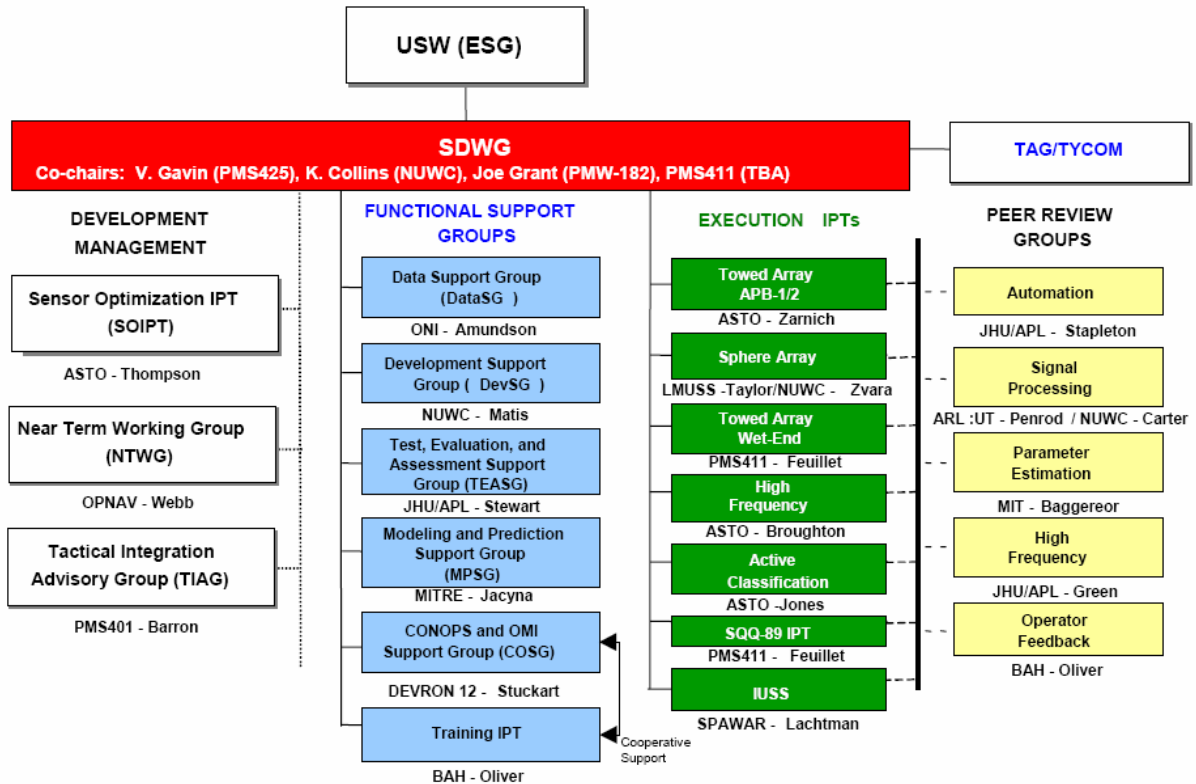 USW (ESG)
SDWG
Co-chairs: V. Gavin (PMS425), K. Collins (NUWC), Joe Grant (PMW-182), PMS411 (TBA)
TAG/TYCOM
DEVELOPMENT
MANAGEMENT
Sensor Optimization IPT
(SOIPT)
ASTO - Thompson
Near Term Working Group
(NTWG)
OPNAV - Webb
Tactical Integration
Advisory Group (TIAG)
PMS401 - Barron
FUNCTIONAL SUPPORT
GROUPS
Data Support Group
(DataSG )
ONI - Amundson
Development Support
Group ( DevSG )
NUWC - Matis
Test, Evaluation, and
Assessment Support
Group (TEASG)
JHU/APL - Stewart
Modeling and Prediction
Support Group
(MPSG)
MITRE - Jacyna
CONOPS and OMI
Support Group (COSG)
DEVRON 12 - Stuckart
Training IPT
Cooperative
Support
BAH - Oliver
EXECUTION IPTs
Towed Array
APB-1/2
ASTO - Zarnich
Sphere Array
LMUSS -Taylor/NUWC - Zvara
Towed Array
Wet-End
PMS411 - Feuillet
High
Frequency
ASTO - Broughton
Active
Classification
ASTO -Jones
SQQ-89 IPT
PMS411 - Feuillet
IUSS
SPAWAR - Lachtman
PEER REVIEW
GROUPS
Automation
JHU/APL - Stapleton
Signal
Processing
ARL :UT - Penrod / NUWC - Carter
Parameter
Estimation
MIT - Baggereor
High
Frequency
JHU/APL - Green
Operator
Feedback
BAH - Oliver